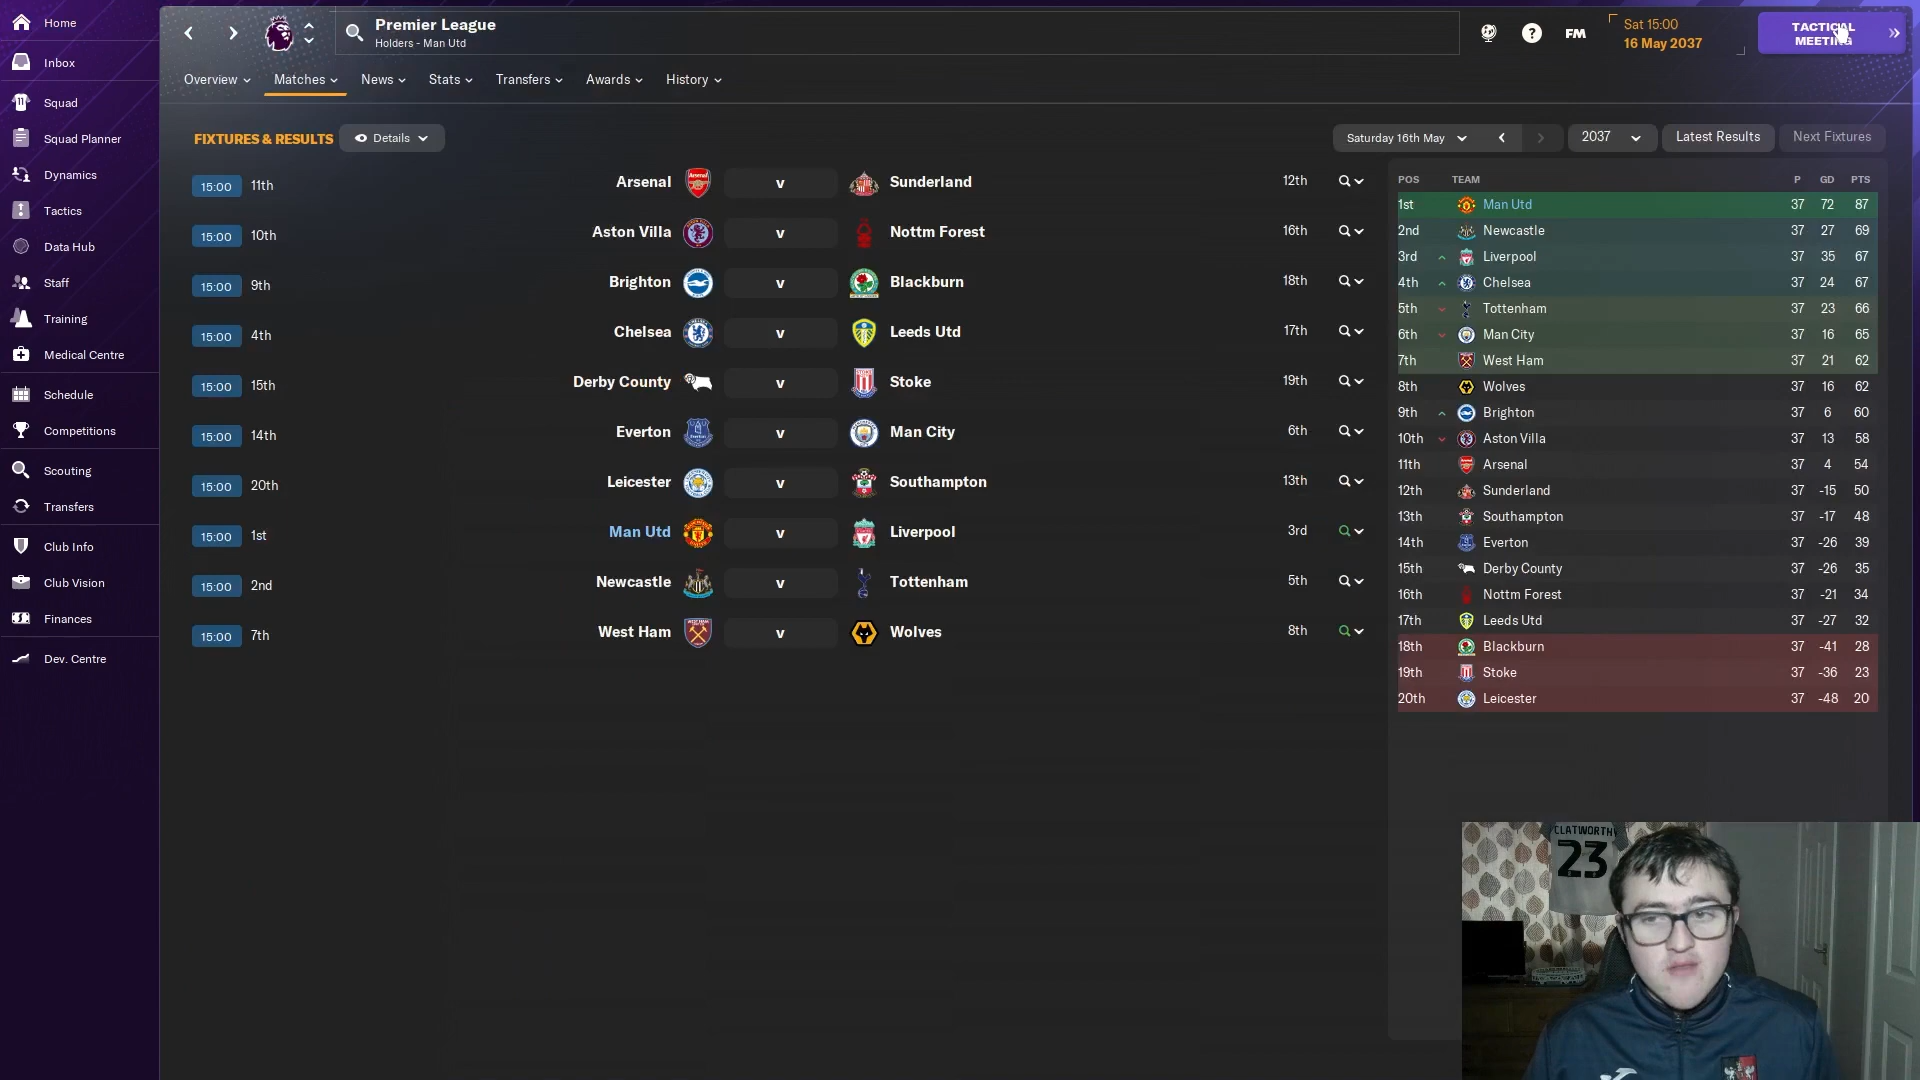 Home
Inbox
Squad
Squad Planner
Dynamics
Tactics
Data Hub
Staff
Training
Medical Centre
Schedule
Competitions
Scouting
Transfers
Club Info
Club Vision
Finances
Dev. Centre
Premier League
Holders - Man Utd
FM
Sat 15:00
16 May 2037
TACTICAL MEETING
Overview Matches News Stats Transfers Awards History
FIXTURES & RESULTS Details
Saturday 16th May 2037 Latest Results Next Fixtures
15:00 11th Arsenal v Sunderland 12th
15:00 10th Aston Villa v Nottm Forest 16th
15:00 9th Brighton v Blackburn 18th
15:00 4th Chelsea v Leeds Utd 17th
15:00 15th Derby County v Stoke 19th
15:00 14th Everton v Man City 6th
15:00 20th Leicester v Southampton 13th
15:00 1st Man Utd v Liverpool 3rd
15:00 2nd Newcastle v Tottenham 5th
15:00 7th West Ham v Wolves 8th
POS TEAM P GD PTS
1st Man Utd 37 72 87
2nd Newcastle 37 27 69
3rd Liverpool 37 35 67
4th Chelsea 37 24 67
5th Tottenham 37 23 66
6th Man City 37 16 65
7th West Ham 37 21 62
8th Wolves 37 16 62
9th Brighton 37 6 60
10th Aston Villa 37 13 58
11th Arsenal 37 4 54
12th Sunderland 37 -15 50
13th Southampton 37 -17 48
14th Everton 37 -26 39
15th Derby County 37 -26 35
16th Nottm Forest 37 -21 34
17th Leeds Utd 37 -27 32
18th Blackburn 37 -41 28
19th Stoke 37 -36 23
20th Leicester 37 -48 20
CLATWORTHY
23